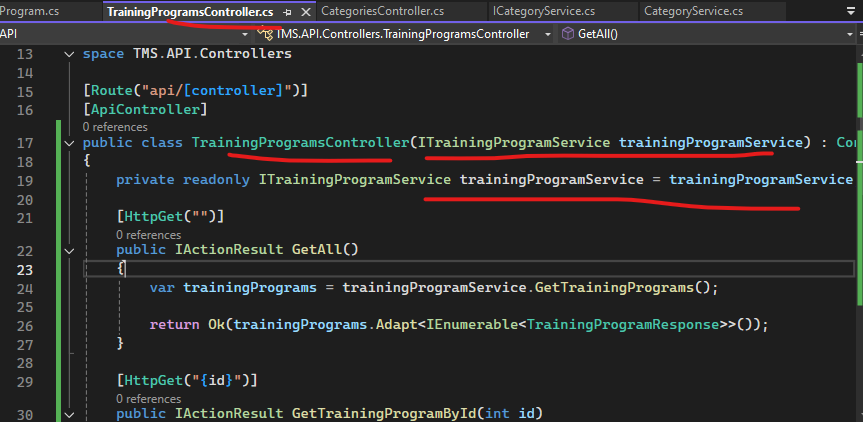 Program.cs TrainingProgramsController.cs CategoriesController.cs ICategoryService.cs CategoryService.cs
API TMS.API.Controllers.TrainingProgramsController GetAll()
13 space TMS.API.Controllers
14
15 [Route("api/[controller]")]
16 [ApiController]
0 references
17 public class TrainingProgramsController(ITrainingProgramService trainingProgramService) : Co
18 {
19 private readonly ITrainingProgramService trainingProgramService = trainingProgramService
20
21 [HttpGet("")]
0 references
22 public IActionResult GetAll()
23 {
24 var trainingPrograms = trainingProgramService.GetTrainingPrograms();
25
26 return Ok(trainingPrograms.Adapt<IEnumerable<TrainingProgramResponse>>());
27 }
28
29 [HttpGet("{id}")]
0 references
30 public IActionResult GetTrainingProgramById(int id)